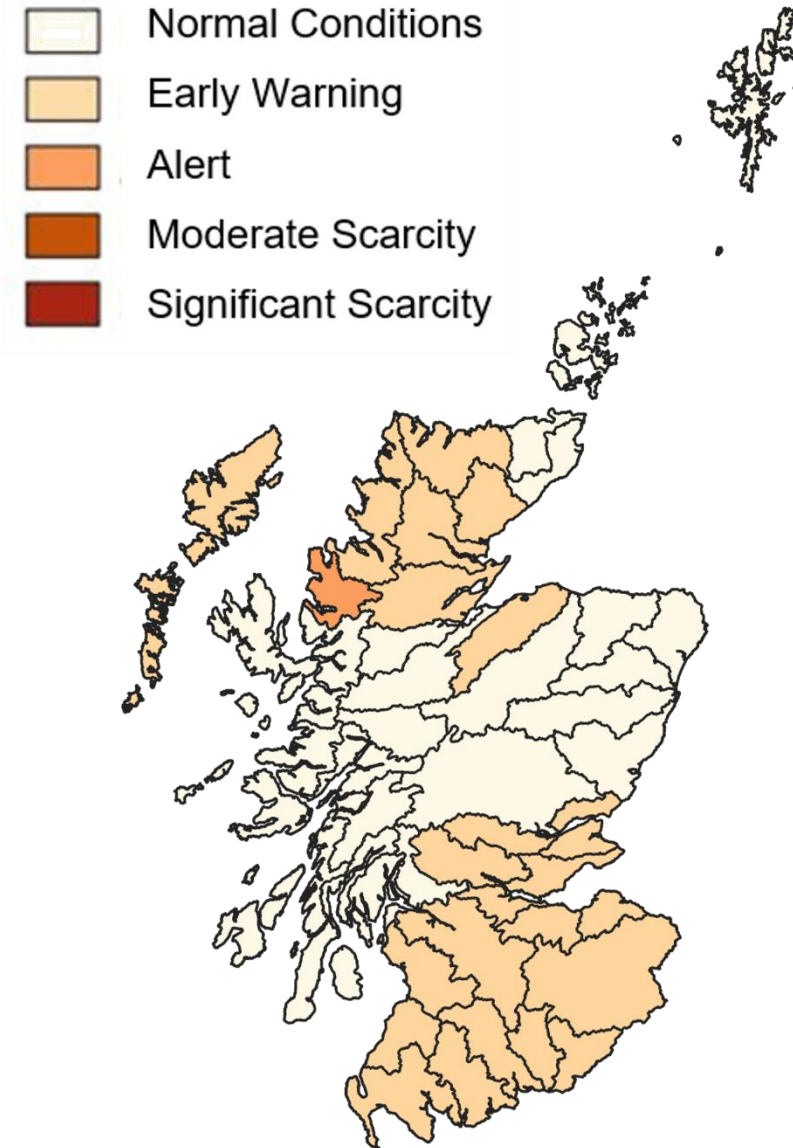 Normal Conditions
Early Warning
Alert
Moderate Scarcity
Significant Scarcity